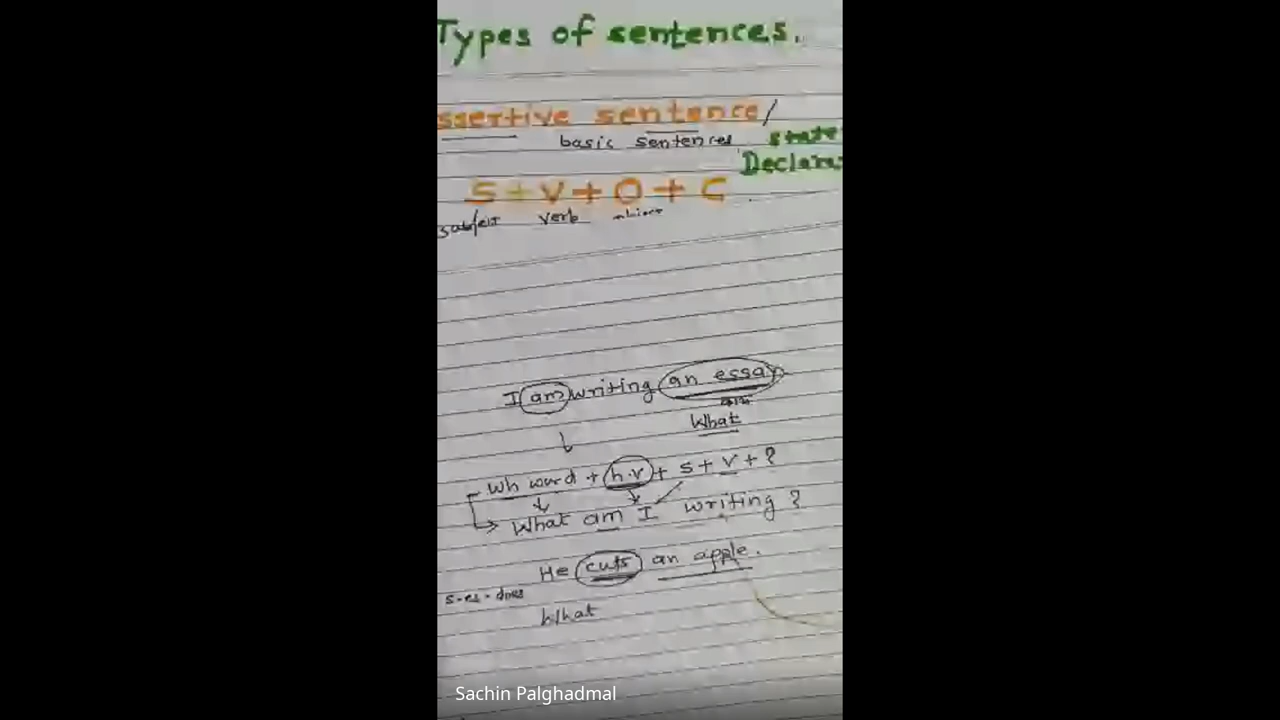 Types of sentences.
ssertive sentence/
basic sentences state
Declara
S + V + O + C
subject verb
I am writing an essay
What
Wh word + h.v + S + V + ?
What am I writing ?
He cuts an apple.
s-es-does
What
Sachin Palghadmal